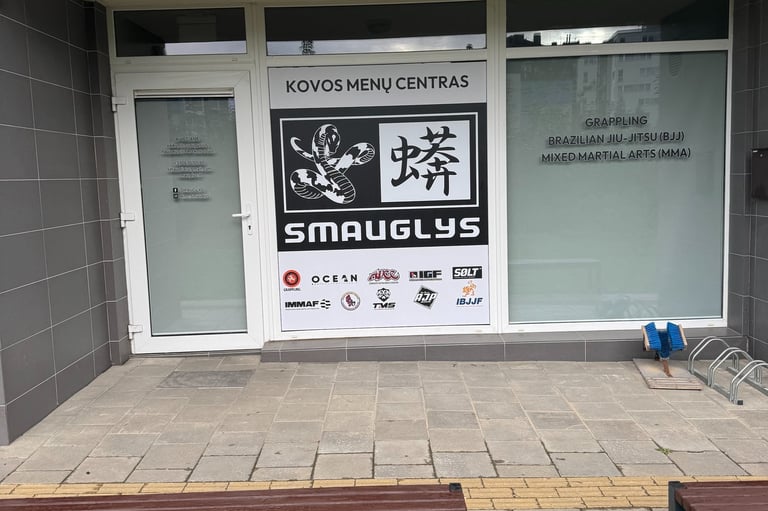 KOVOS MENŲ CENTRAS
蟒
SMAUGLYS
GRAPPLING
OCEAN
IGF
SØLT
IMMAF
TMS
AJP
IBJJF
GRAPPLING
BRAZILIAN JIU-JITSU (BJJ)
MIXED MARTIAL ARTS (MMA)